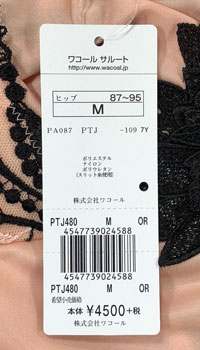 ワコール サルート
http://www.wacoal.jp/
ヒップ 87~95
M
PA087 PTJ -109 7Y
ポリエステル
ナイロン
ポリウレタン
(スリット糸使用)
株式会社ワコール
PTJ480 M OR
4547739024588
4547739024588
PTJ480 M OR
希望小売価格
本体 ¥4500+税
株式会社ワコール